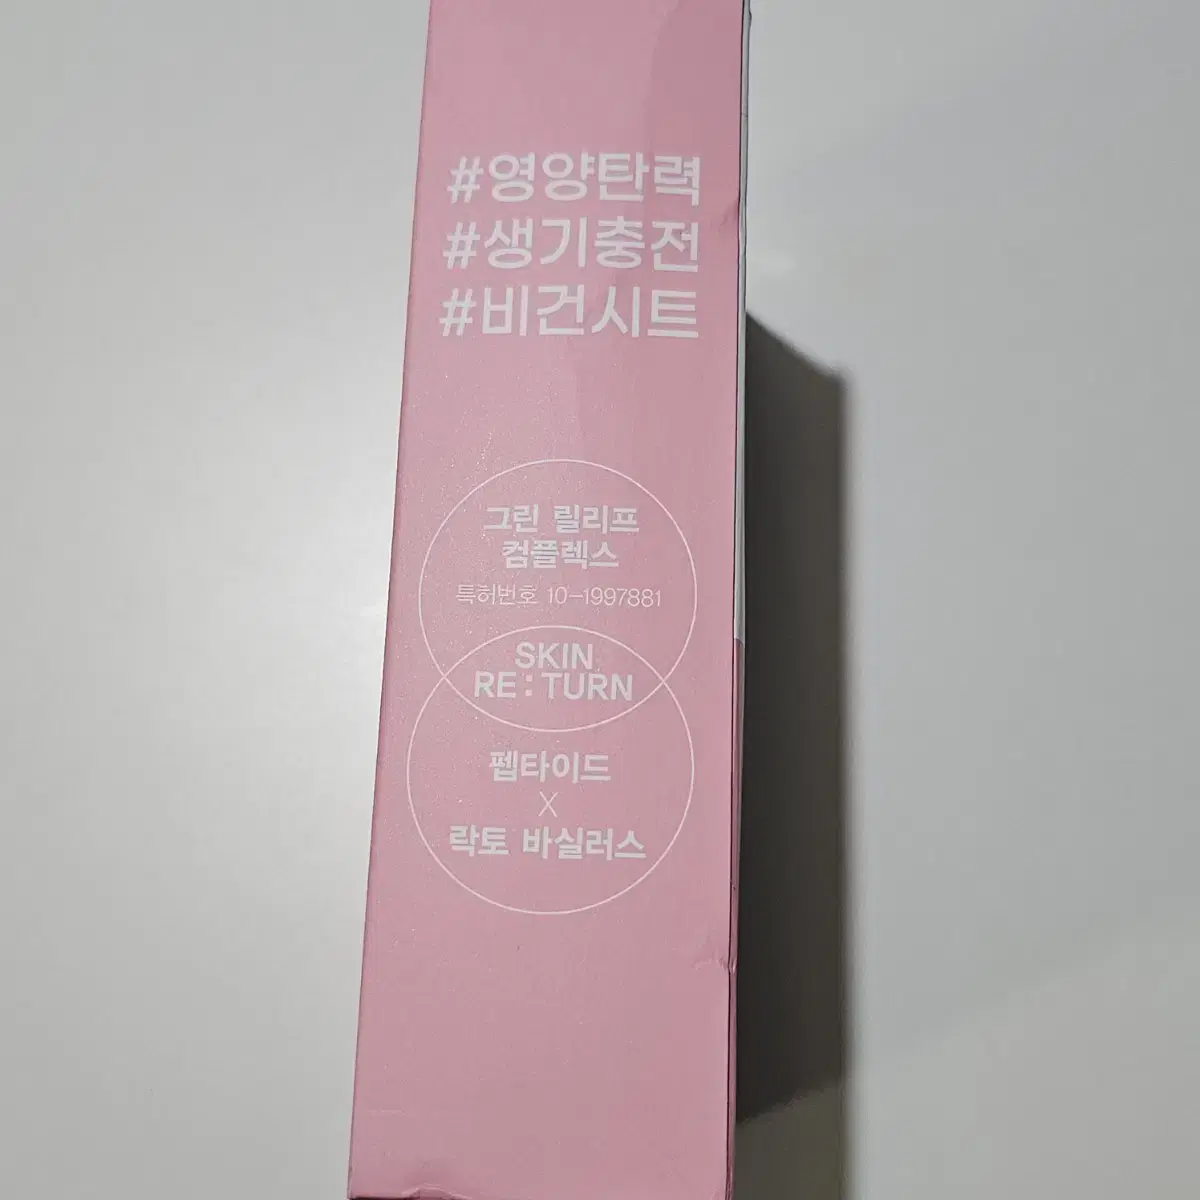 #영양탄력
#생기충전
#비건시트
그린 릴리프
컴플렉스
특허번호 10-1997881
SKIN
RE:TURN
펩타이드
X
락토 바실러스